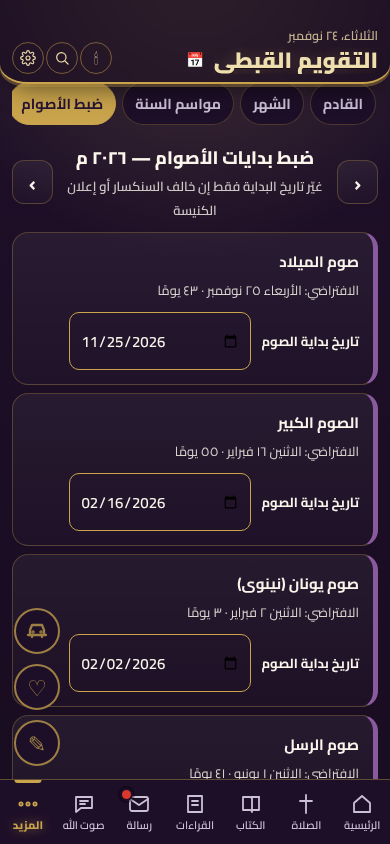 الثلاثاء، ٢٤ نوفمبر
التقويم القبطى
القادم
الشهر
مواسم السنة
ضبط الأصوام
ضبط بدايات الأصوام — ٢٠٢٦ م
غيّر تاريخ البداية فقط إن خالف السنكسار أو إعلان
الكنيسة
صوم الميلاد
الافتراضي: الأربعاء ٢٥ نوفمبر · ٤٣ يومًا
تاريخ بداية الصوم
11/25/2026
الصوم الكبير
الافتراضي: الاثنين ١٦ فبراير · ٥٥ يومًا
تاريخ بداية الصوم
02/16/2026
صوم يونان (نينوى)
الافتراضي: الاثنين ٢ فبراير · ٣ يومًا
تاريخ بداية الصوم
02/02/2026
صوم الرسل
الافتراضي: الاثنين ١ يونيو · ٤١ يومًا
الرئيسية
الصلاة
الكتاب
القراءات
رسالة
صوت الله
المزيد